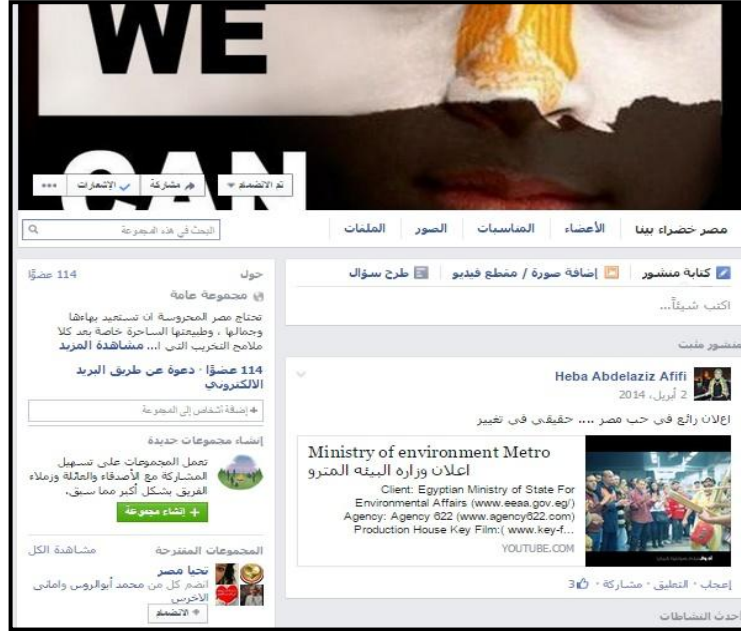 WE
CAN
تم الانضمام
مشاركة
الإشعارات
مصر خضراء بينا
الأعضاء
المناسبات
الصور
الملفات
البحث في هذه المجموعة
كتابة منشور
إضافة صورة / مقطع فيديو
طرح سؤال
اكتب شيئاً...
منشور مثبت
Heba Abdelaziz Afifi
2 أبريل، 2014
اعلان رائع فى حب مصر .... حقيقى فى تغيير
Ministry of environment Metro
اعلان وزاره البيئه المترو
Client: Egyptian Ministry of State For
Environmental Affairs (www.eeaa.gov.eg/)
Agency: Agency 622 (www.agency622.com)
Production House Key Film:( www.key-f...
YOUTUBE.COM
إعجاب · التعليق · مشاركة · 3
أحدث النشاطات
حول
114 عضوًا
مجموعة عامة
تحتاج مصر المحروسة ان تستعيد بهاءها
وجمالها ، وطبيعتها الساحرة خاصة بعد كلا
ملامح التخريب التي ا... مشاهدة المزيد
114 عضوًا · دعوة عن طريق البريد
الالكتروني
+ إضافة أشخاص إلى المجموعة
إنشاء مجموعات جديدة
تعمل المجموعات على تسهيل
المشاركة مع الأصدقاء والعائلة وزملاء
الفريق بشكل أكبر مما سبق.
+ إنشاء مجموعة
المجموعات المقترحة
مشاهدة الكل
تحيا مصر
انضم كل من محمد أبوالروس وامانى
الأخرس
+ الانضمام